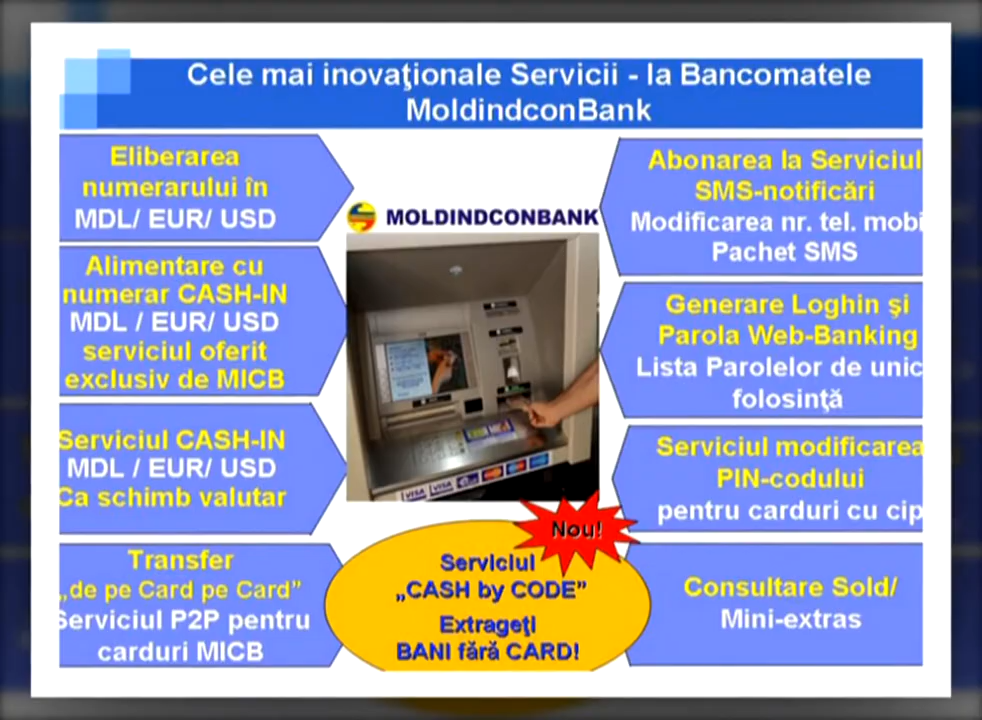 Cele mai inovaţionale Servicii - la Bancomatele
MoldindconBank
Eliberarea
numerarului în
MDL/ EUR/ USD
Alimentare cu
numerar CASH-IN
MDL / EUR/ USD
serviciul oferit
exclusiv de MICB
Serviciul CASH-IN
MDL / EUR/ USD
Ca schimb valutar
Transfer
„de pe Card pe Card”
Serviciul P2P pentru
carduri MICB
MOLDINDCONBANK
VISA VISA
Nou!
Serviciul
„CASH by CODE”
Extrageţi
BANI fără CARD!
Abonarea la Serviciul
SMS-notificări
Modificarea nr. tel. mobi
Pachet SMS
Generare Loghin şi
Parola Web-Banking
Lista Parolelor de unic
folosinţă
Serviciul modificarea
PIN-codului
pentru carduri cu cip
Consultare Sold/
Mini-extras